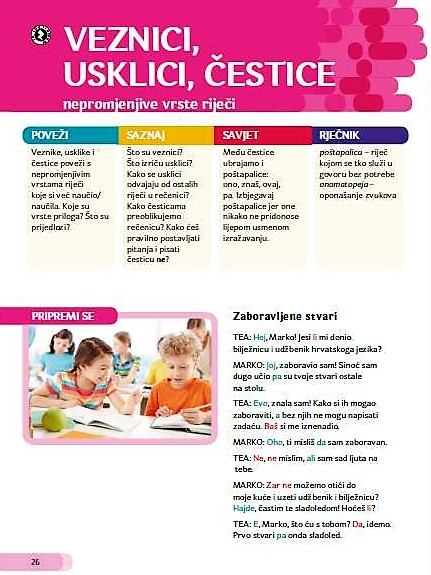 VEZNICI,
USKLICI, ČESTICE
nepromjenjive vrste riječi
POVEŽI
Veznike, usklike i
čestice poveži s
nepromjenjivim
vrstama riječi
koje si već naučio/
naučila. Koje su
vrste priloga? Što su
prijedlozi?
SAZNAJ
Što su veznici?
Što izriču usklici?
Kako se usklici
odvajaju od ostalih
riječi u rečenici?
Kako česticama
preoblikujemo
rečenicu? Kako ćeš
pravilno postavljati
pitanja i pisati
česticu ne?
SAVJET
Među čestice
ubrajamo i
poštapalice:
ono, znaš, ovaj,
pa. Izbjegavaj
poštapalice jer one
nikako ne pridonose
lijepom usmenom
izražavanju.
RJEČNIK
poštapalica – riječ
kojom se tko služi u
govoru bez potrebe
onomatopeja –
oponašanje zvukova
PRIPREMI SE
Zaboravljene stvari
TEA: Hej, Marko! Jesi li mi donio
bilježnicu i udžbenik hrvatskoga jezika?
MARKO: Joj, zaboravio sam! Sinoć sam
dugo učio pa su tvoje stvari ostale
na stolu.
TEA: Evo, znala sam! Kako si ih mogao
zaboraviti, a bez njih ne mogu napisati
zadaću. Baš si me iznenadio.
MARKO: Oho, ti misliš da sam zaboravan.
TEA: Ne, ne mislim, ali sam sad ljuta na
tebe.
MARKO: Zar ne možemo otići do
moje kuće i uzeti udžbenik i bilježnicu?
Hajde, častim te sladoledom! Hoćeš li?
TEA: E, Marko, što ću s tobom? Da, idemo.
Prvo stvari pa onda sladoled.
26